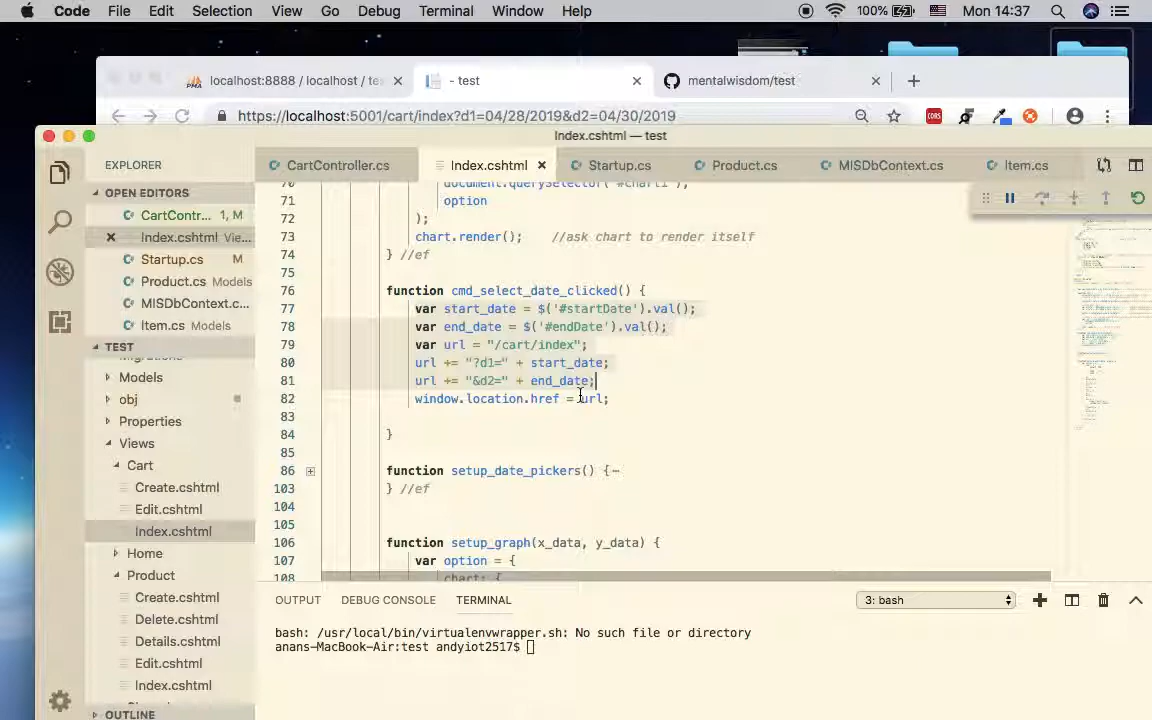 Code File Edit Selection View Go Debug Terminal Window Help 100% Mon 14:37
localhost:8888 / localhost / te - test mentalwisdom/test
https://localhost:5001/cart/index?d1=04/28/2019&d2=04/30/2019
CORS
Index.cshtml — test
EXPLORER
CartController.cs Index.cshtml Startup.cs Product.cs MISDbContext.cs Item.cs
OPEN EDITORS
CartContr... 1, M
Index.cshtml Vie...
Startup.cs M
Product.cs Models
MISDbContext.c...
Item.cs Models
TEST
Migrations
Models
obj
Properties
Views
Cart
Create.cshtml
Edit.cshtml
Index.cshtml
Home
Product
Create.cshtml
Delete.cshtml
Details.cshtml
Edit.cshtml
Index.cshtml
OUTLINE
70 document.querySelector("#chart1"),
71 option
72 );
73 chart.render(); //ask chart to render itself
74 } //ef
75
76 function cmd_select_date_clicked() {
77 var start_date = $('#startDate').val();
78 var end_date = $('#endDate').val();
79 var url = "/cart/index";
80 url += "?d1=" + start_date;
81 url += "&d2=" + end_date;
82 window.location.href = url;
83
84 }
85
86 function setup_date_pickers() {
103 } //ef
104
105
106 function setup_graph(x_data, y_data) {
107 var option = {
108 chart: {
OUTPUT DEBUG CONSOLE TERMINAL 3: bash
bash: /usr/local/bin/virtualenvwrapper.sh: No such file or directory
anans-MacBook-Air:test andyiot2517$